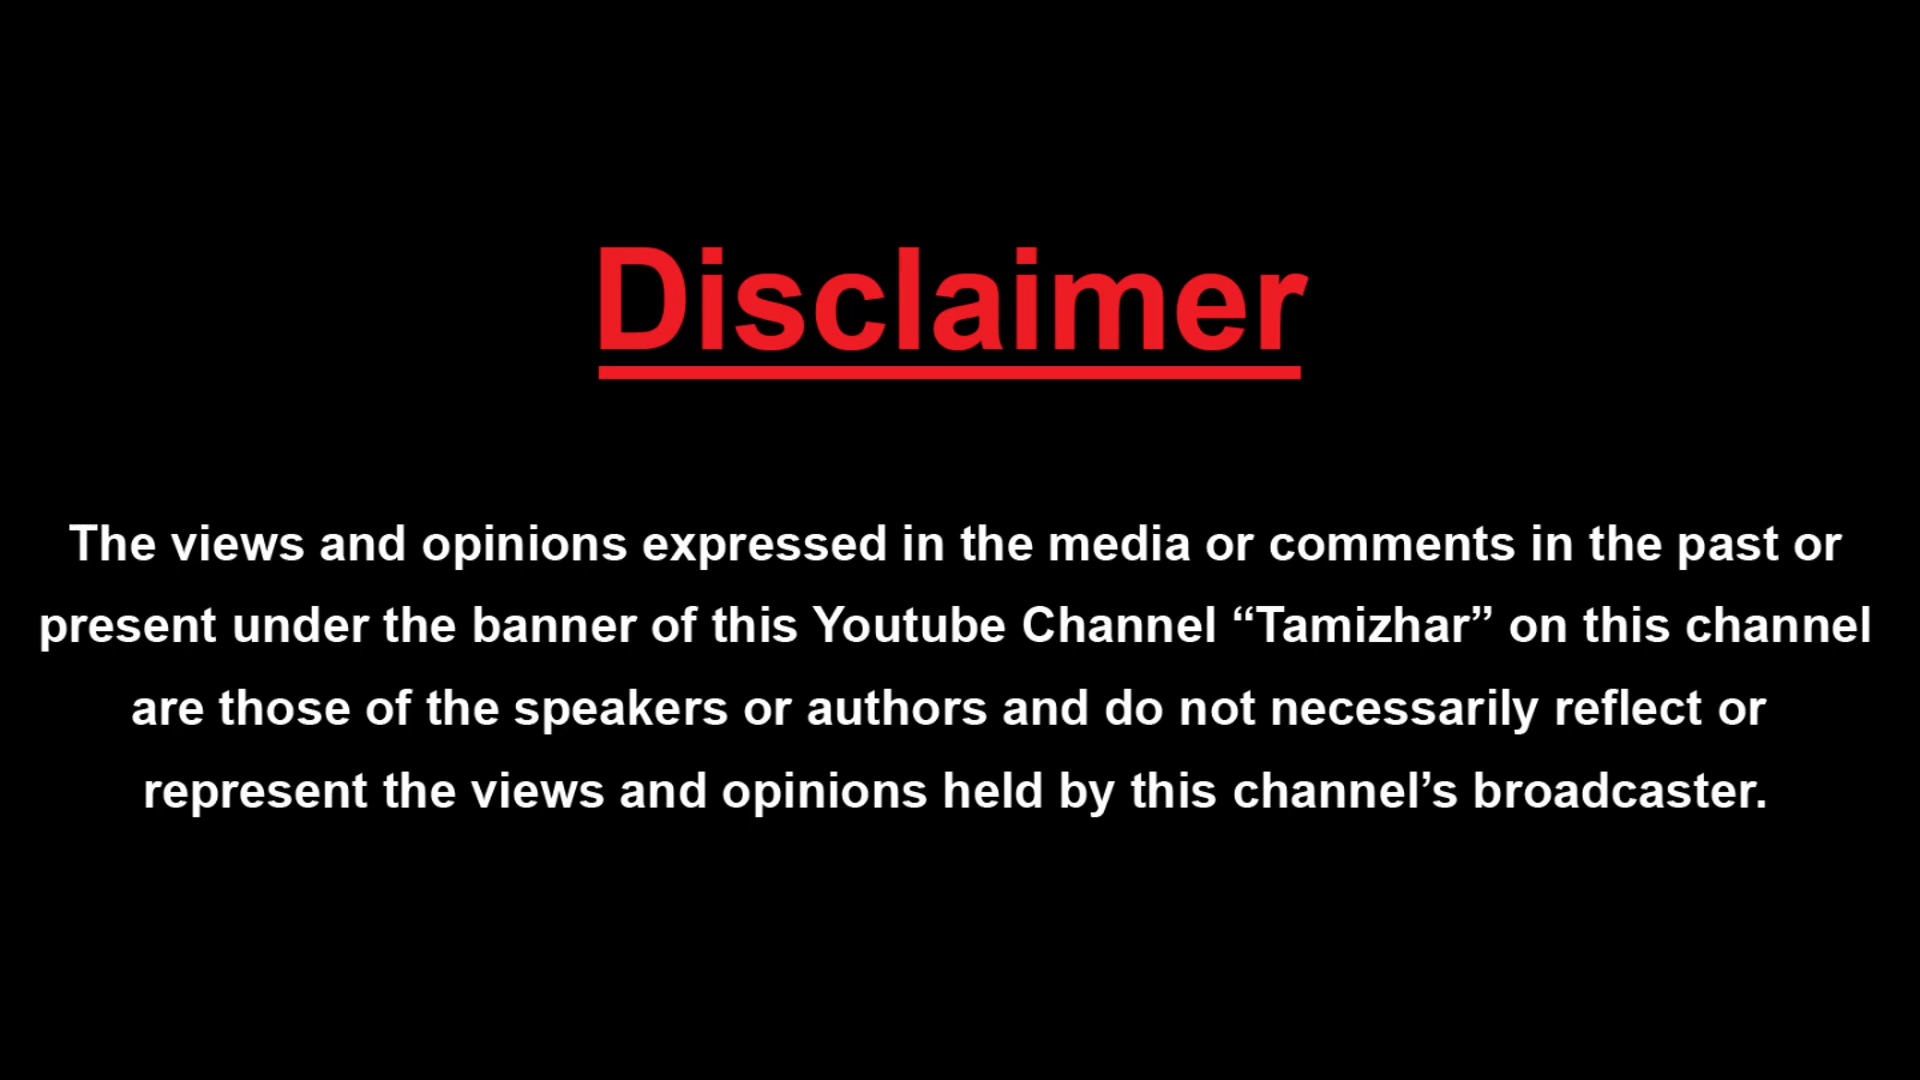 Disclaimer
The views and opinions expressed in the media or comments in the past or
present under the banner of this Youtube Channel “Tamizhar” on this channel
are those of the speakers or authors and do not necessarily reflect or
represent the views and opinions held by this channel’s broadcaster.